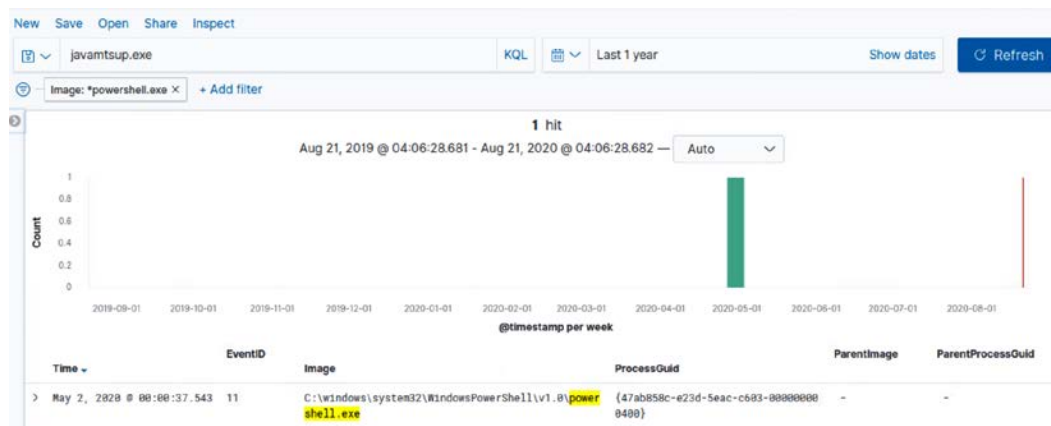 New Save Open Share Inspect
javamtsup.exe KQL Last 1 year Show dates Refresh
Image: *powershell.exe × + Add filter
1 hit
Aug 21, 2019 @ 04:06:28.681 - Aug 21, 2020 @ 04:06:28.682 — Auto
1
0.8
0.6
0.4
0.2
0
Count
2019-09-01 2019-10-01 2019-11-01 2019-12-01 2020-01-01 2020-02-01 2020-03-01 2020-04-01 2020-05-01 2020-06-01 2020-07-01 2020-08-01
@timestamp per week
Time EventID Image ProcessGuid ParentImage ParentProcessGuid
May 2, 2020 @ 00:00:37.543 11 C:\windows\system32\WindowsPowerShell\v1.0\power {47ab858c-e23d-5eac-c603-00000000 - -
shell.exe 0400}